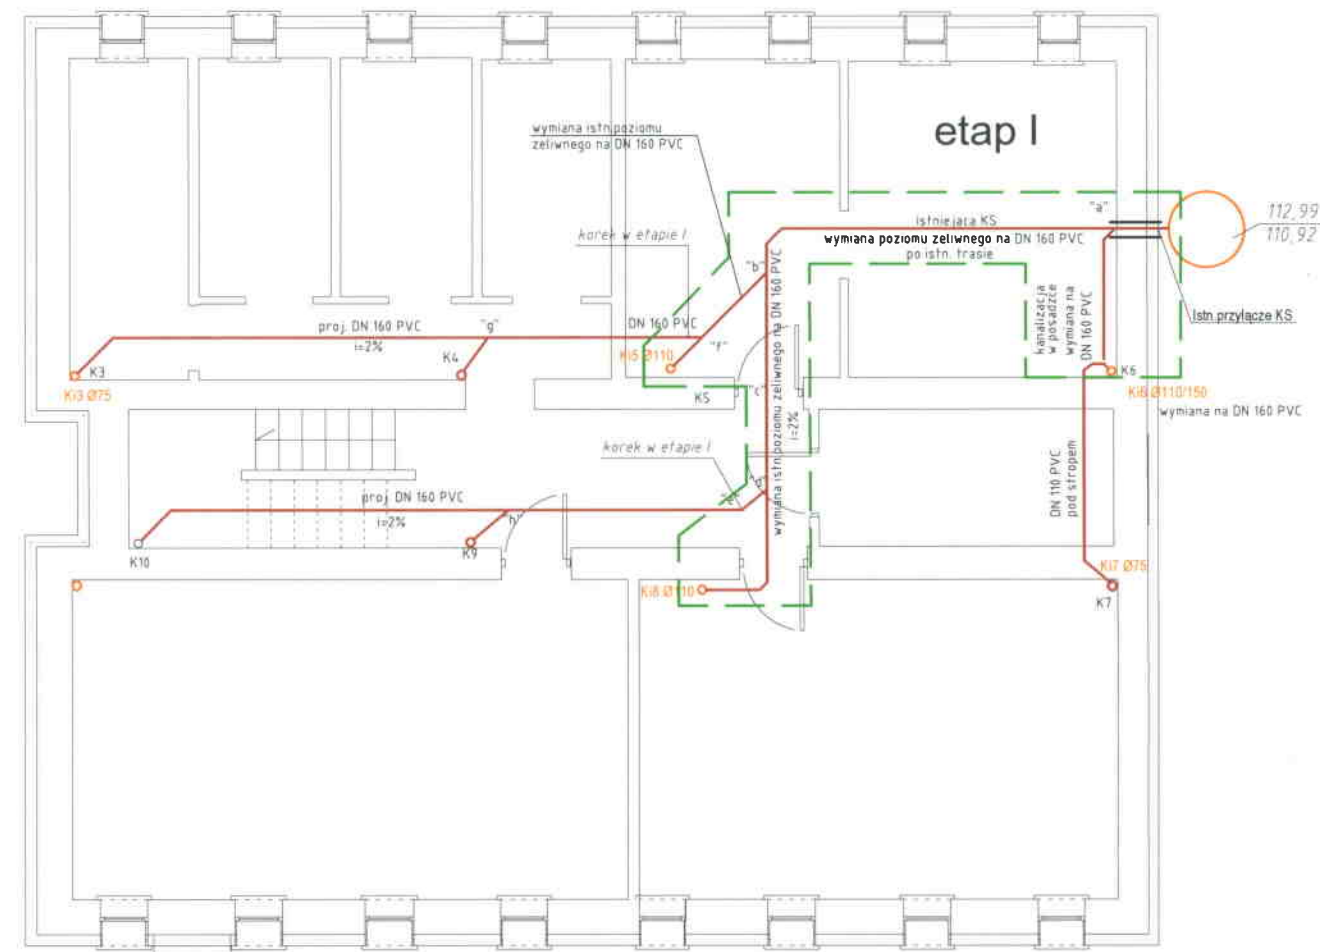 wymiana istn.poziomu
zeliwnego na DN 160 PVC
etap I
korek w etapie I
"a"
istniejaca KS
wymiana poziomu zeliwnego na DN 160 PVC
po istn. trasie
112,99
110,92
Istn.przyłącze KS
"b"
proj. DN 160 PVC
i=2%
"g"
DN 160 PVC
"f"
Ki5 Ø110
K4
K3
Ki3 Ø75
K5
"c"
wymiana istn.poziomu zeliwnego na DN 160 PVC
i=2%
kanalizacja
w posadzce
wymiana na
DN 160 PVC
K6
Ki6 Ø110/150
wymiana na DN 160 PVC
korek w etapie I
"d"
"e"
proj DN 160 PVC
i=2%
"h"
K10
K9
DN 110 PVC
pod stropem
Ki7 Ø75
K7
Ki8 Ø110